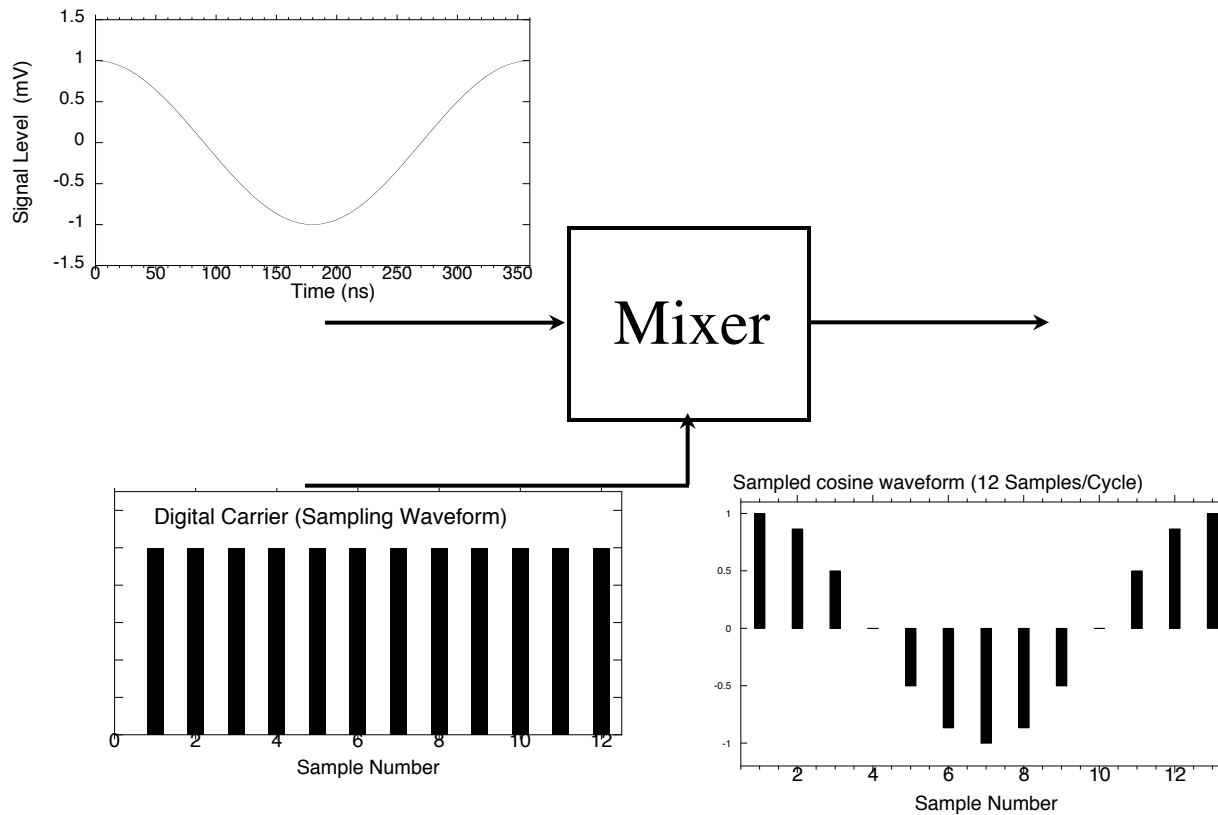 1.5
1
0.5
0
-0.5
-1
-1.5
Signal Level (mV)
0 50 100 150 200 250 300 350
Time (ns)
Mixer
Digital Carrier (Sampling Waveform)
0 2 4 6 8 10 12
Sample Number
Sampled cosine waveform (12 Samples/Cycle)
1
0.5
0
-0.5
-1
2 4 6 8 10 12
Sample Number